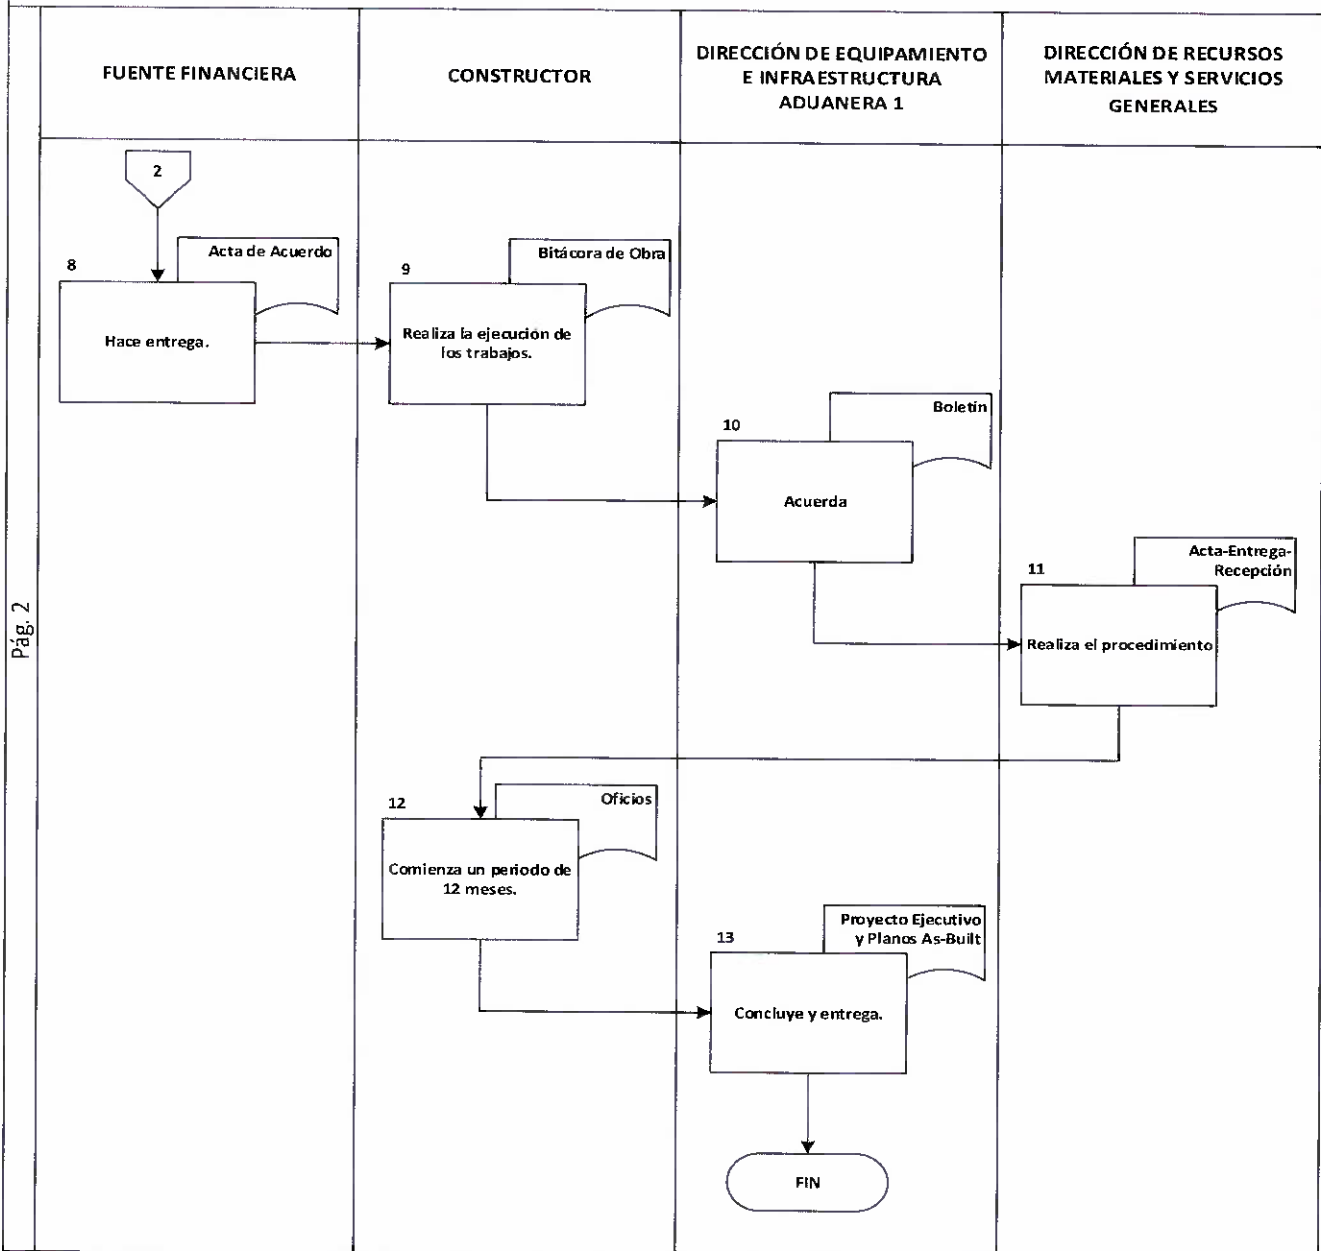 FUENTE FINANCIERA
CONSTRUCTOR
DIRECCIÓN DE EQUIPAMIENTO
E INFRAESTRUCTURA
ADUANERA 1
DIRECCIÓN DE RECURSOS
MATERIALES Y SERVICIOS
GENERALES
Pág. 2
2
8
Acta de Acuerdo
Hace entrega.
9
Bitácora de Obra
Realiza la ejecución de
los trabajos.
10
Boletín
Acuerda
11
Acta-Entrega-
Recepción
Realiza el procedimiento
12
Oficios
Comienza un periodo de
12 meses.
13
Proyecto Ejecutivo
y Planos As-Built
Concluye y entrega.
FIN